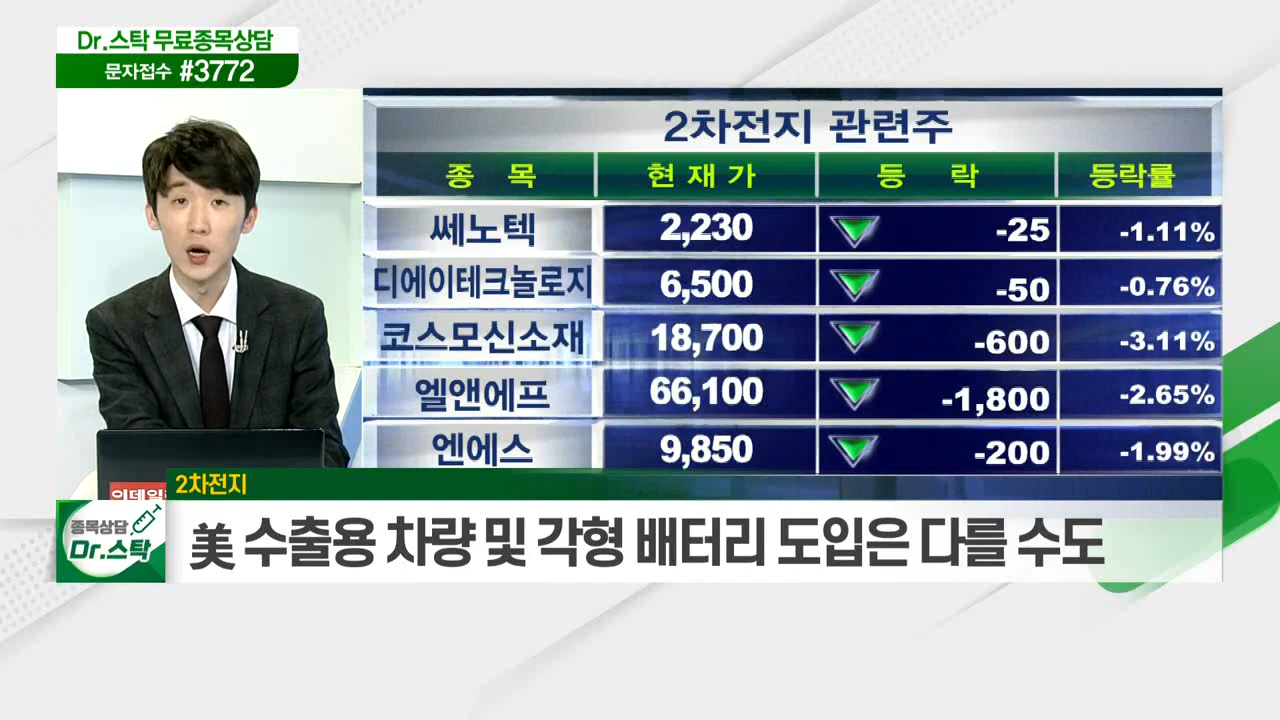 Dr.스탁 무료종목상담
문자접수 #3772
2차전지 관련주
종 목 현재가 등 락 등락률
쎄노텍 2,230 ▼ -25 -1.11%
디에이테크놀로지 6,500 ▼ -50 -0.76%
코스모신소재 18,700 ▼ -600 -3.11%
엘앤에프 66,100 ▼ -1,800 -2.65%
엔에스 9,850 ▼ -200 -1.99%
2차전지
종목상담
Dr.스탁
美 수출용 차량 및 각형 배터리 도입은 다를 수도